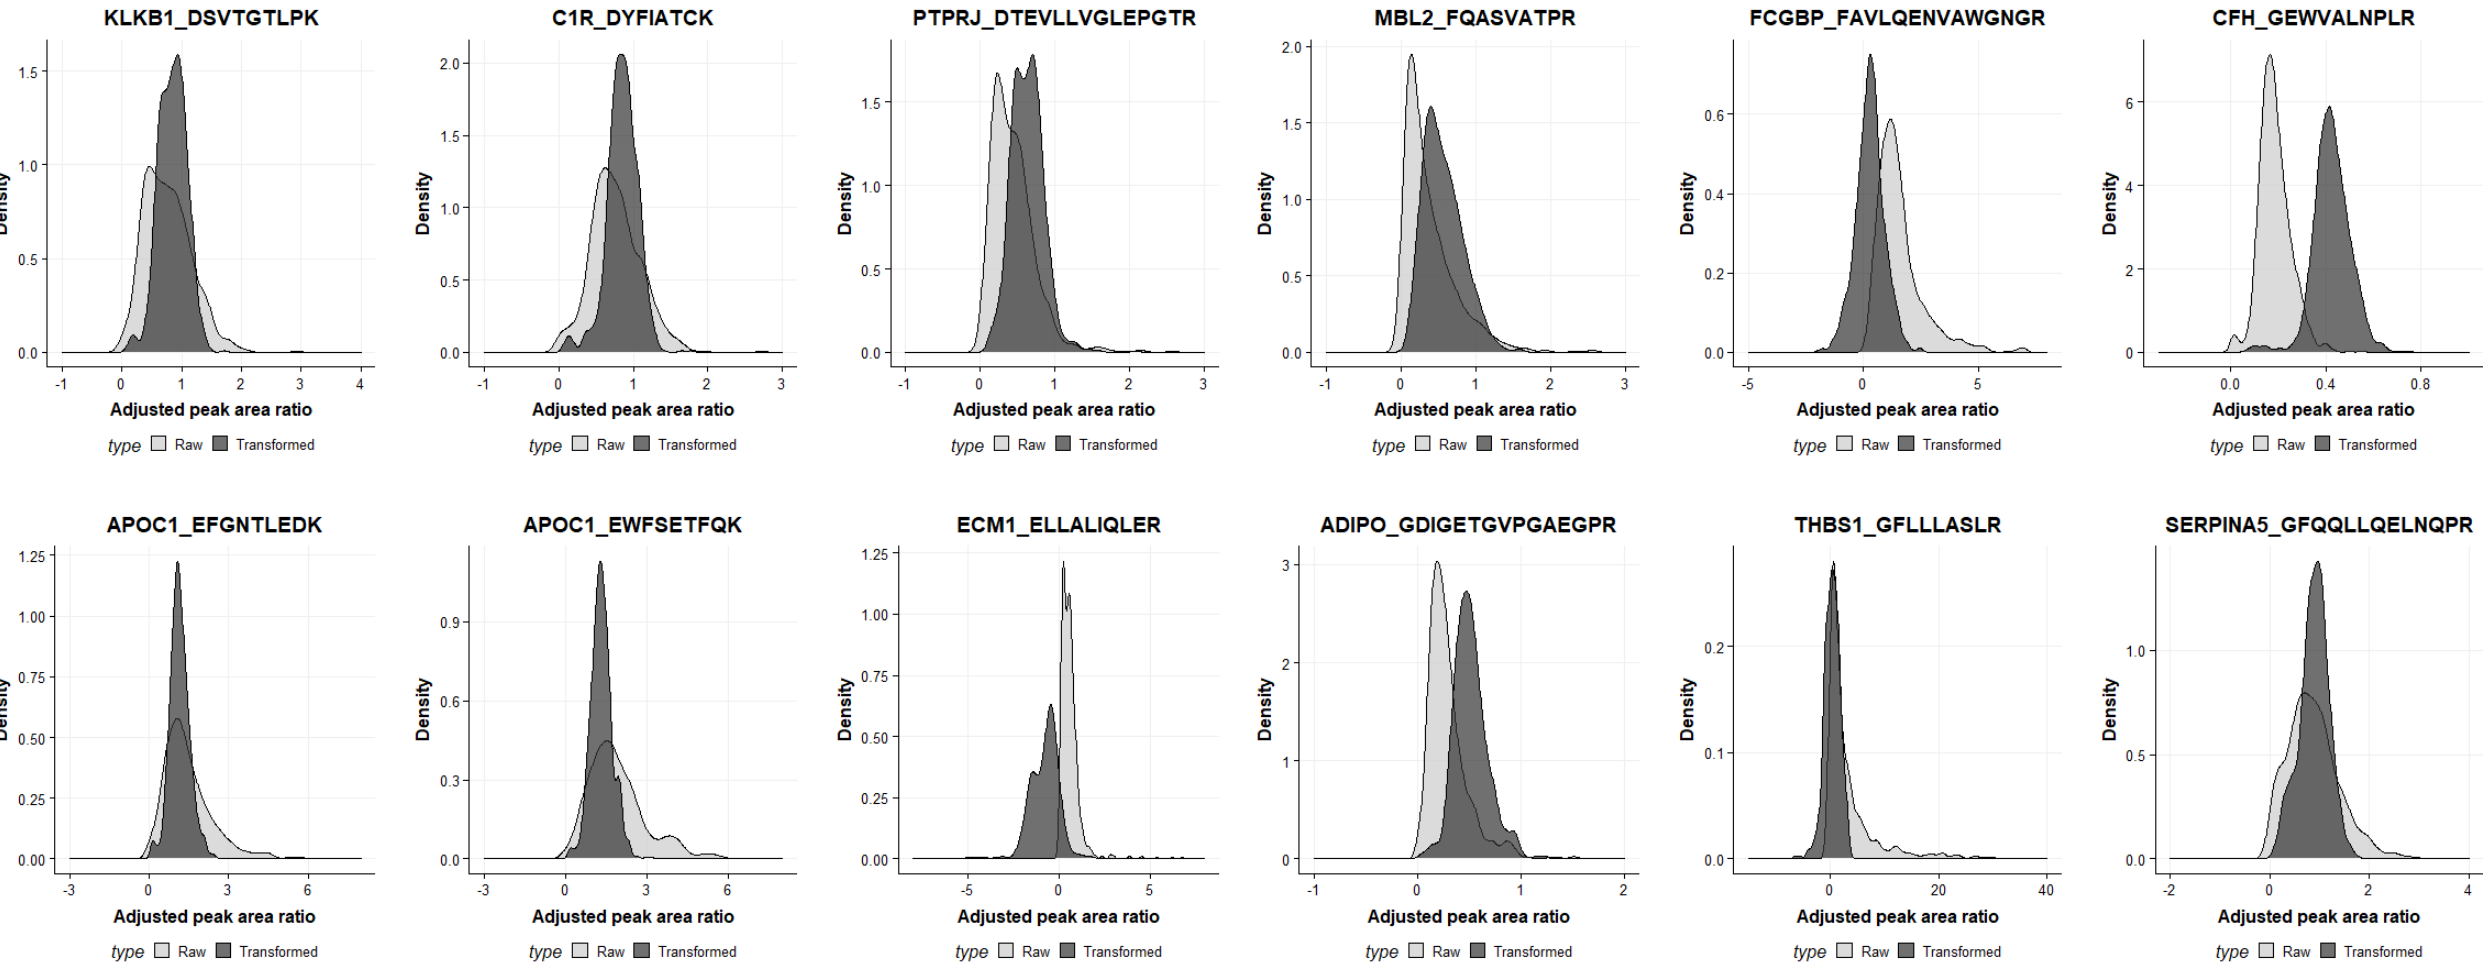 KLKB1_DSVTGTLPK
C1R_DYFIATCK
PTPRJ_DTEVLLVGLEPGTR
MBL2_FQASVATPR
FCGBP_FAVLQENVAWGNGR
CFH_GEWVALNPLR
Density
1.5
1.0
0.5
0.0
-1 0 1 2 3 4
Adjusted peak area ratio
type Raw Transformed
Density
2.0
1.5
1.0
0.5
0.0
-1 0 1 2 3
Adjusted peak area ratio
type Raw Transformed
Density
1.5
1.0
0.5
0.0
-1 0 1 2 3
Adjusted peak area ratio
type Raw Transformed
Density
2.0
1.5
1.0
0.5
0.0
-1 0 1 2 3
Adjusted peak area ratio
type Raw Transformed
Density
0.6
0.4
0.2
0.0
-5 0 5
Adjusted peak area ratio
type Raw Transformed
Density
6
4
2
0
0.0 0.4 0.8
Adjusted peak area ratio
type Raw Transformed
APOC1_EFGNTLEDK
APOC1_EWFSETFQK
ECM1_ELLALIQLER
ADIPO_GDIGETGVPGAEGPR
THBS1_GFLLLASLR
SERPINA5_GFQQLLQELNQPR
Density
1.25
1.00
0.75
0.50
0.25
0.00
-3 0 3 6
Adjusted peak area ratio
type Raw Transformed
Density
0.9
0.6
0.3
0.0
-3 0 3 6
Adjusted peak area ratio
type Raw Transformed
Density
1.25
1.00
0.75
0.50
0.25
0.00
-5 0 5
Adjusted peak area ratio
type Raw Transformed
Density
3
2
1
0
-1 0 1 2
Adjusted peak area ratio
type Raw Transformed
Density
0.2
0.1
0.0
0 20 40
Adjusted peak area ratio
type Raw Transformed
Density
1.0
0.5
0.0
-2 0 2 4
Adjusted peak area ratio
type Raw Transformed